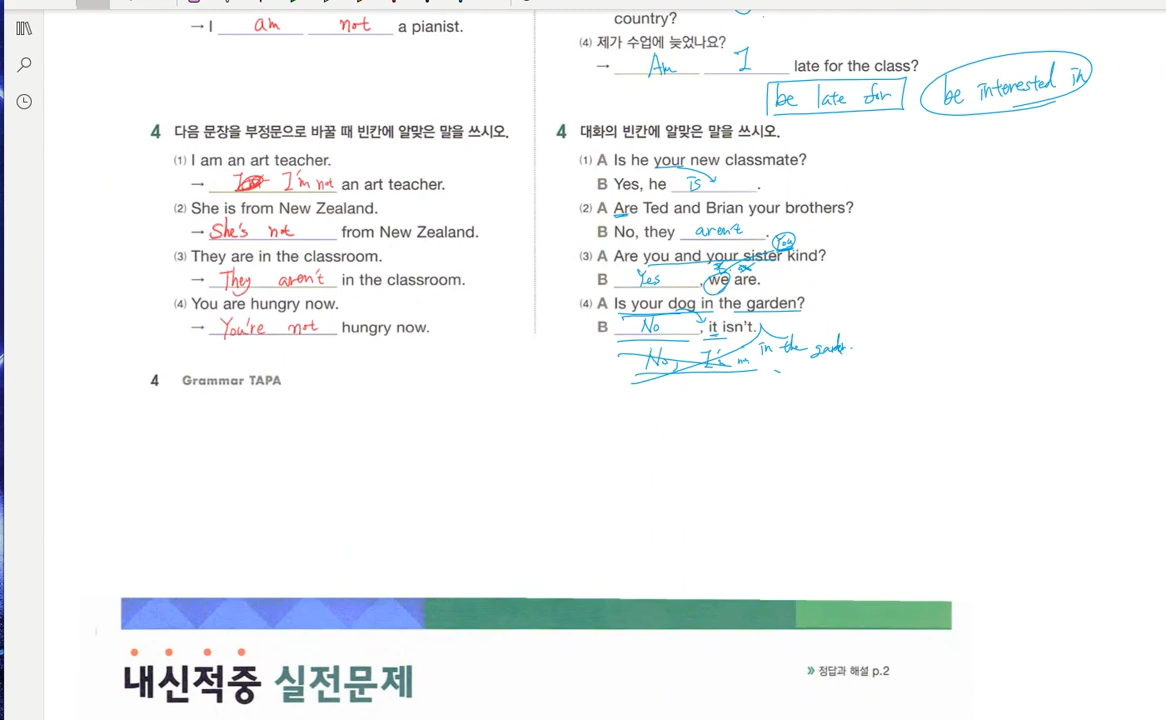 → I am not a pianist.
4 다음 문장을 부정문으로 바꿀 때 빈칸에 알맞은 말을 쓰시오.
(1) I am an art teacher.
→ I'm not an art teacher.
(2) She is from New Zealand.
→ She's not from New Zealand.
(3) They are in the classroom.
→ They aren't in the classroom.
(4) You are hungry now.
→ You're not hungry now.
4 Grammar TAPA
country?
(4) 제가 수업에 늦었나요?
→ Am I late for the class?
be late for
be interested in
4 대화의 빈칸에 알맞은 말을 쓰시오.
(1) A Is he your new classmate?
B Yes, he is.
(2) A Are Ted and Brian your brothers?
B No, they aren't.
You
(3) A Are you and your sister kind?
B Yes, we are.
(4) A Is your dog in the garden?
B No, it isn't.
in the garden.
No, I'm
내신적중 실전문제
» 정답과 해설 p.2